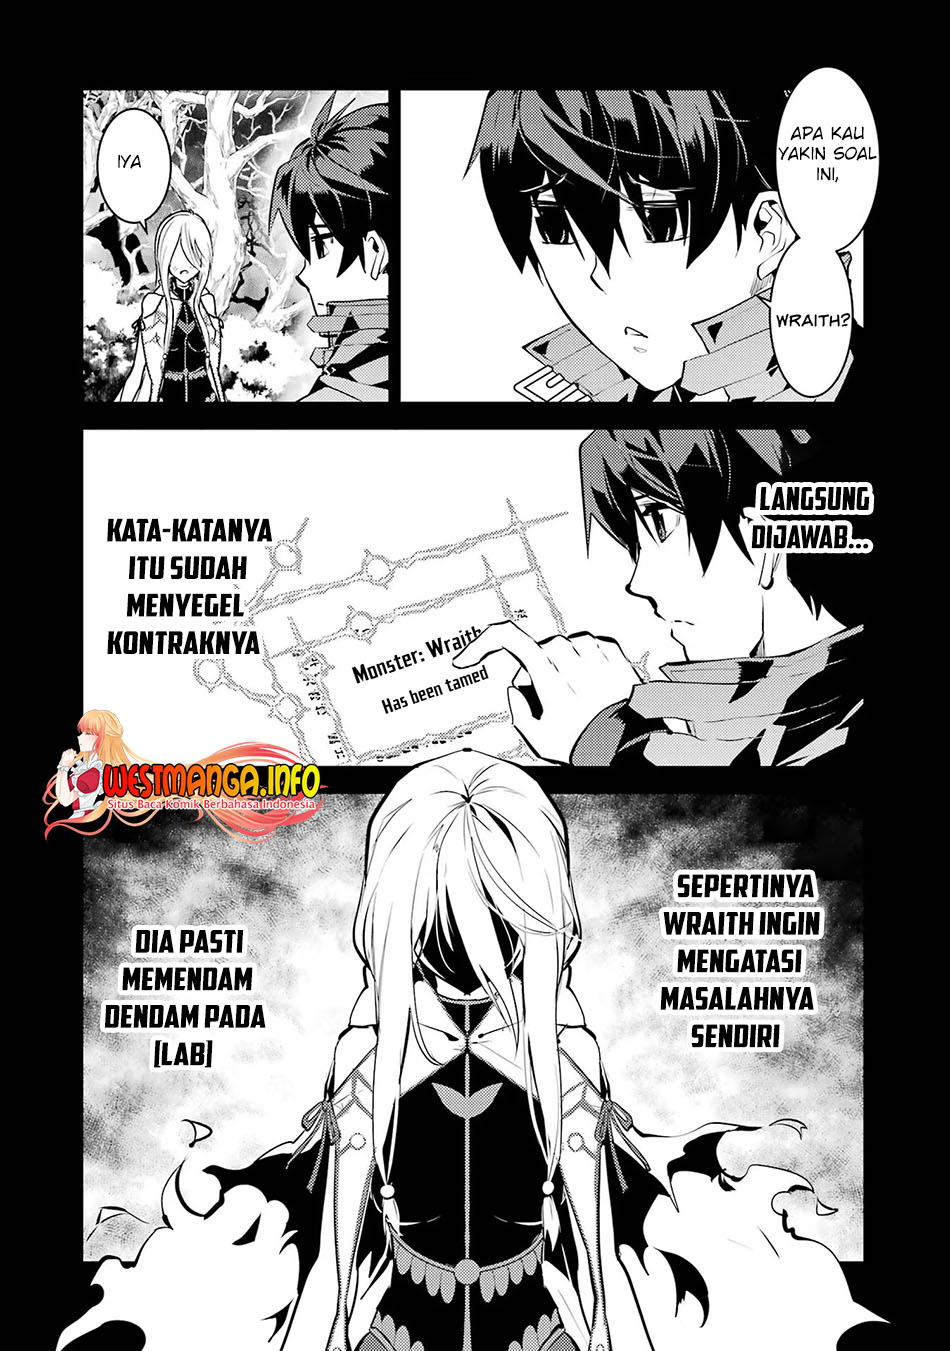 APA KAU
YAKIN SOAL
INI,
WRAITH?
IYA
LANGSUNG
DIJAWAB...
KATA-KATANYA
ITU SUDAH
MENYEGEL
KONTRAKNYA
Monster: Wraith
Has been tamed
WESTMANGA.INFO
Situs Baca Komik Berbahasa Indonesia
SEPERTINYA
WRAITH INGIN
MENGATASI
MASALAHNYA
SENDIRI
DIA PASTI
MEMENDAM
DENDAM PADA
[LAB]